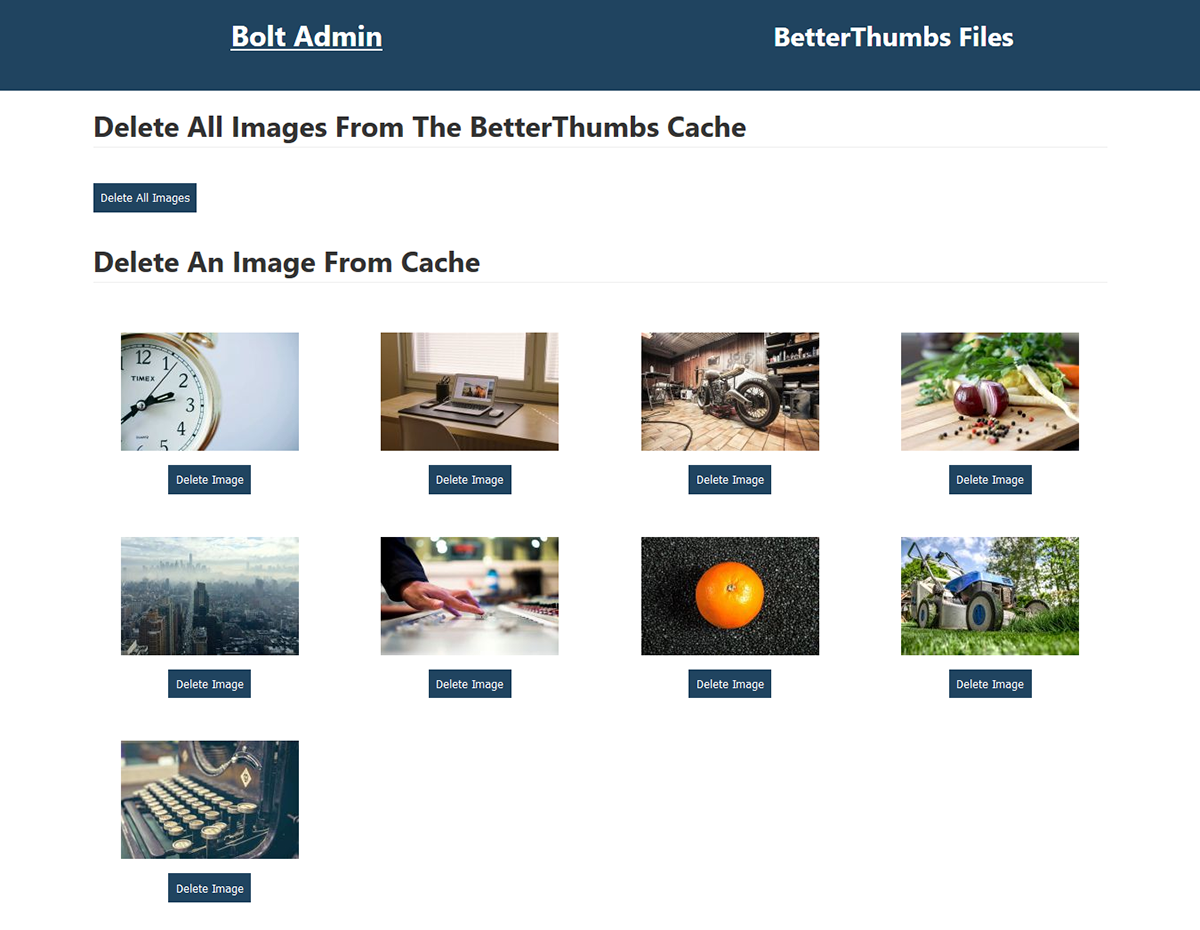 Bolt Admin
BetterThumbs Files
Delete All Images From The BetterThumbs Cache
Delete All Images
Delete An Image From Cache
12
1
TIMEX
2
3
4
5
Delete Image
Delete Image
Delete Image
Delete Image
Delete Image
Delete Image
Delete Image
Delete Image
Delete Image